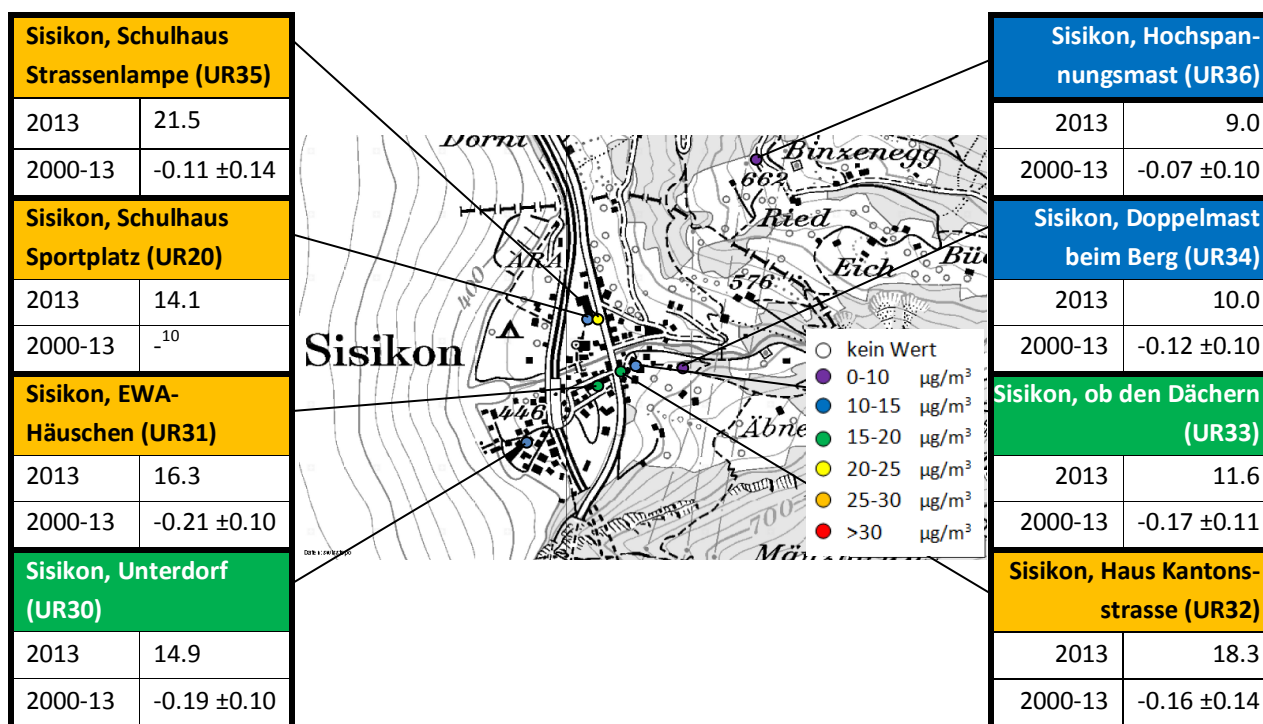 Sisikon, Schulhaus
Strassenlampe (UR35)
2013 21.5
2000-13 -0.11 ±0.14
Sisikon, Schulhaus
Sportplatz (UR20)
2013 14.1
2000-13 -10
Sisikon, EWA-
Häuschen (UR31)
2013 16.3
2000-13 -0.21 ±0.10
Sisikon, Unterdorf
(UR30)
2013 14.9
2000-13 -0.19 ±0.10
Dorni
Binzenegg
662
Ried
ARA
400
Eich
576
Sisikon
446
Äbne
700
kein Wert
0-10 µg/m³
10-15 µg/m³
15-20 µg/m³
20-25 µg/m³
25-30 µg/m³
>30 µg/m³
Sisikon, Hochspan-
nungsmast (UR36)
2013 9.0
2000-13 -0.07 ±0.10
Sisikon, Doppelmast
beim Berg (UR34)
2013 10.0
2000-13 -0.12 ±0.10
Sisikon, ob den Dächern
(UR33)
2013 11.6
2000-13 -0.17 ±0.11
Sisikon, Haus Kantons-
strasse (UR32)
2013 18.3
2000-13 -0.16 ±0.14